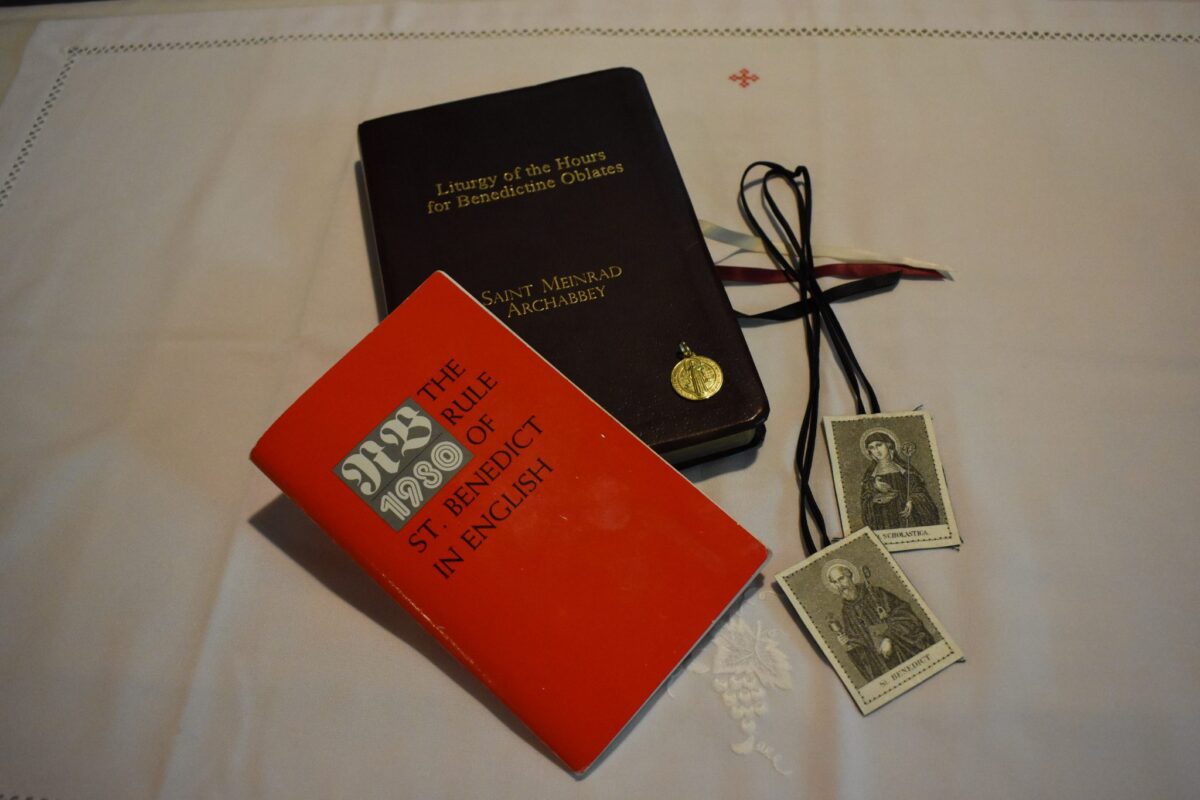 Liturgy of the Hours
for Benedictine Oblates
SAINT MEINRAD
ARCHABBEY
RB
1980
THE
RULE
OF
ST. BENEDICT
IN ENGLISH
SCHOLASTICA.
St. BENEDICT